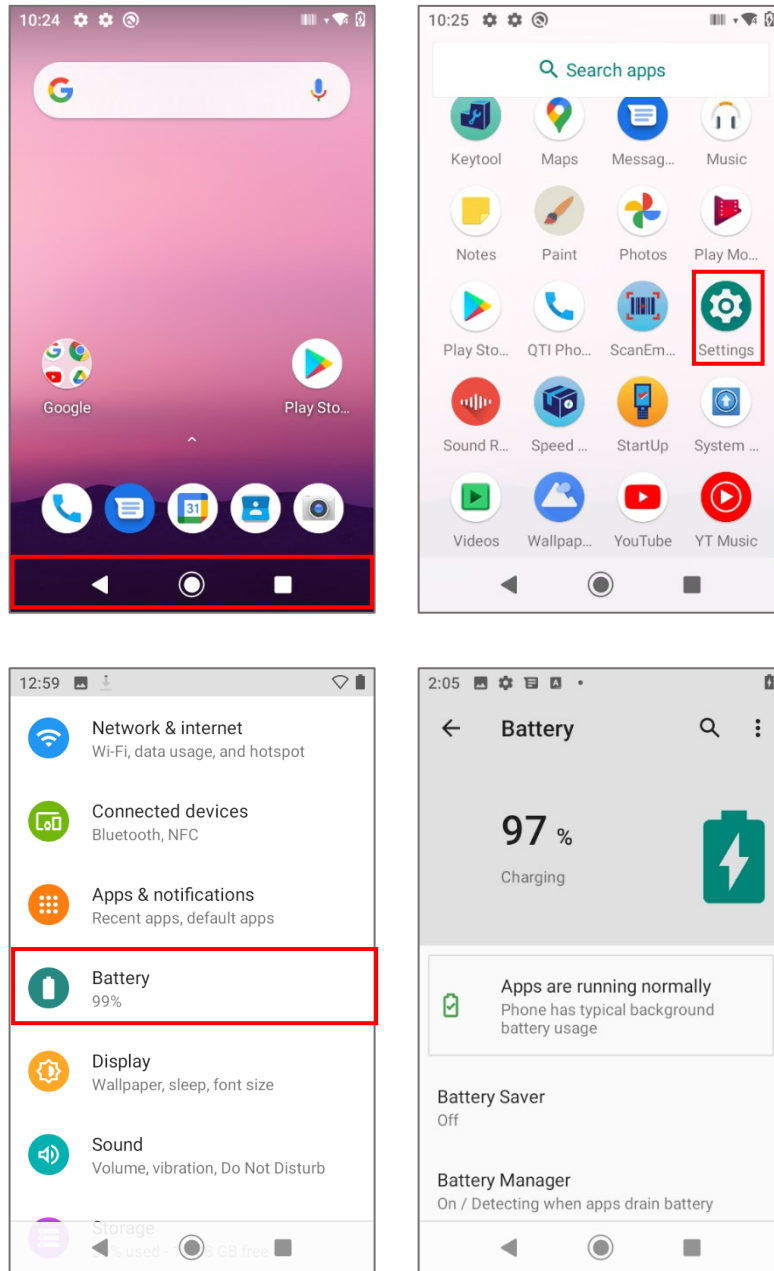 10:24
31
Google
Play Sto...
10:25
Search apps
Keytool Maps Messag... Music
Notes Paint Photos Play Mo...
Play Sto... QTI Pho... ScanEm... Settings
Sound R... Speed ... StartUp System ...
Videos Wallpap... YouTube YT Music
12:59
Network & internet
Wi-Fi, data usage, and hotspot
Connected devices
Bluetooth, NFC
Apps & notifications
Recent apps, default apps
Battery
99%
Display
Wallpaper, sleep, font size
Sound
Volume, vibration, Do Not Disturb
Storage
% used - GB free
2:05 A
Battery
97 %
Charging
Apps are running normally
Phone has typical background
battery usage
Battery Saver
Off
Battery Manager
On / Detecting when apps drain battery